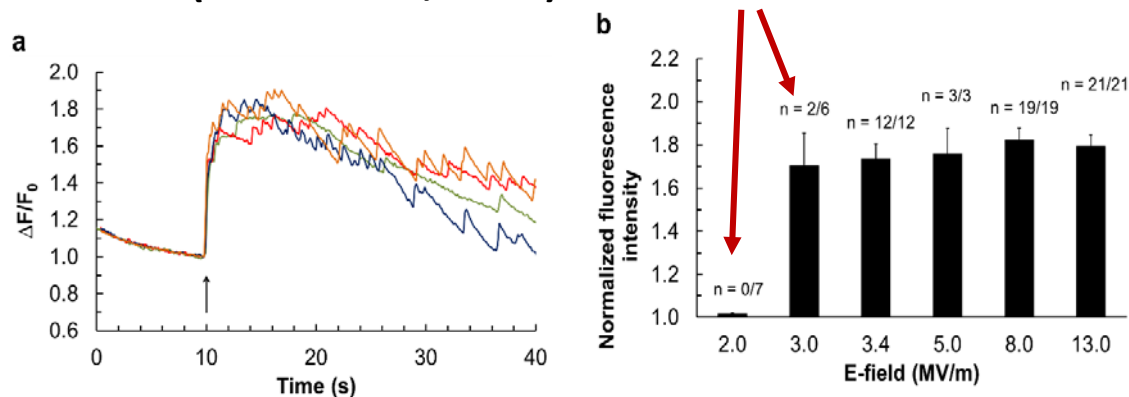 a
2.0
1.8
1.6
1.4
1.2
1.0
0.8
0.6
ΔF/F0
0
10
20
30
40
Time (s)
b
2.2
2.0
1.8
1.6
1.4
1.2
1.0
Normalized fluorescence
intensity
n = 0/7
n = 2/6
n = 12/12
n = 3/3
n = 19/19
n = 21/21
2.0
3.0
3.4
5.0
8.0
13.0
E-field (MV/m)